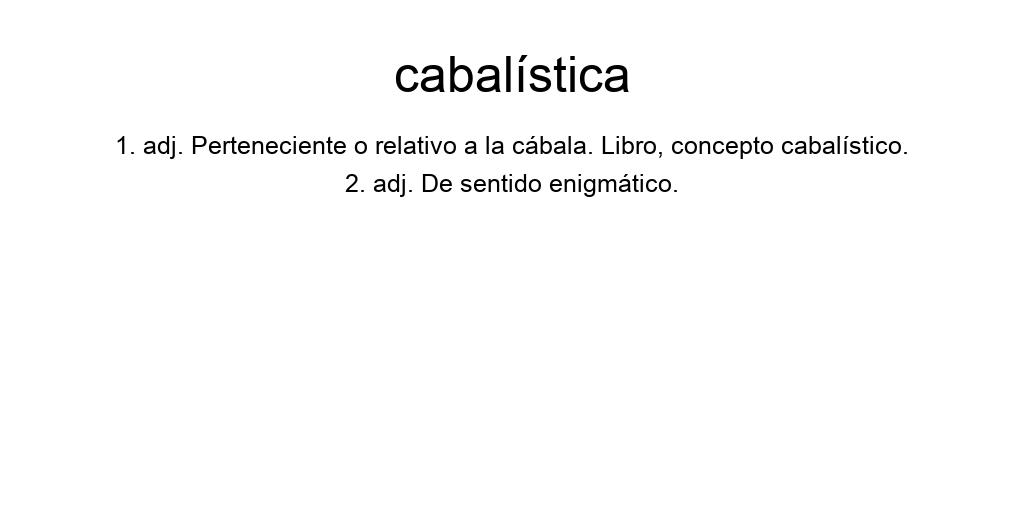 cabalística
1. adj. Perteneciente o relativo a la cábala. Libro, concepto cabalístico.
2. adj. De sentido enigmático.